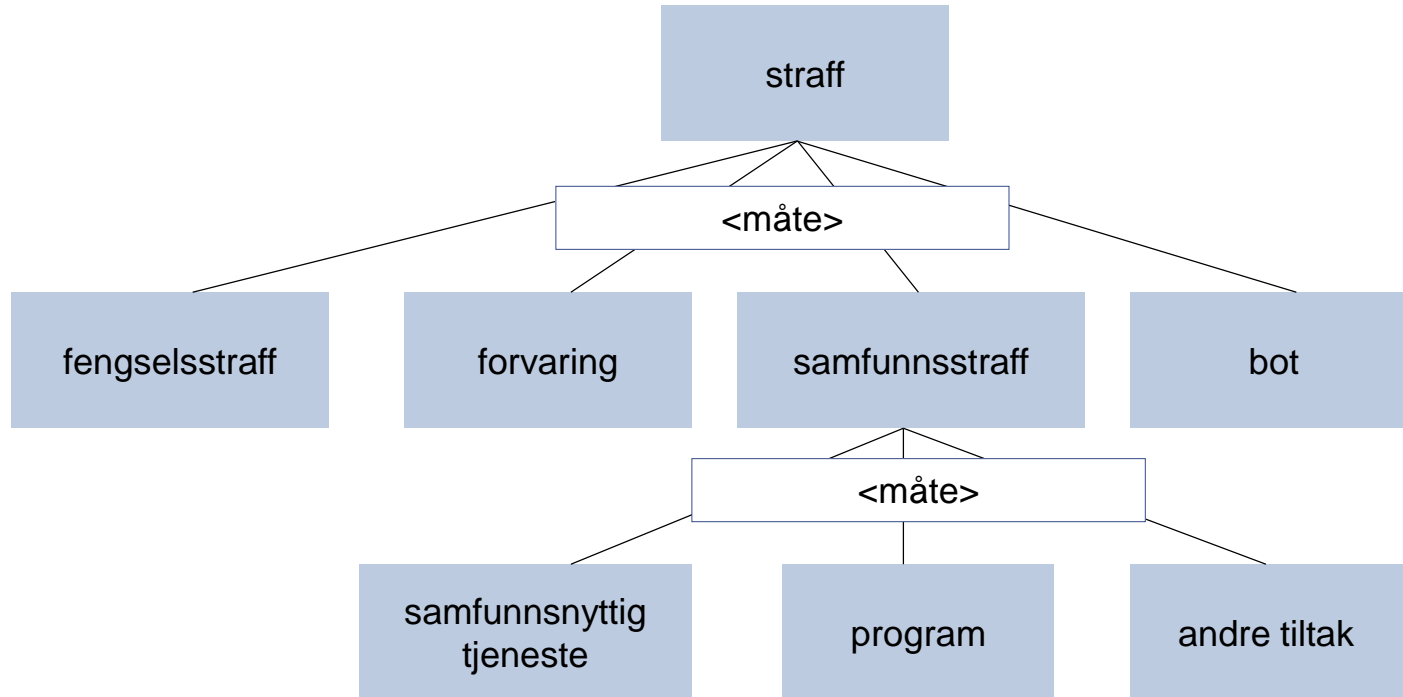 straff
<måte>
fengselsstraff
forvaring
samfunnsstraff
bot
<måte>
samfunnsnyttig
tjeneste
program
andre tiltak